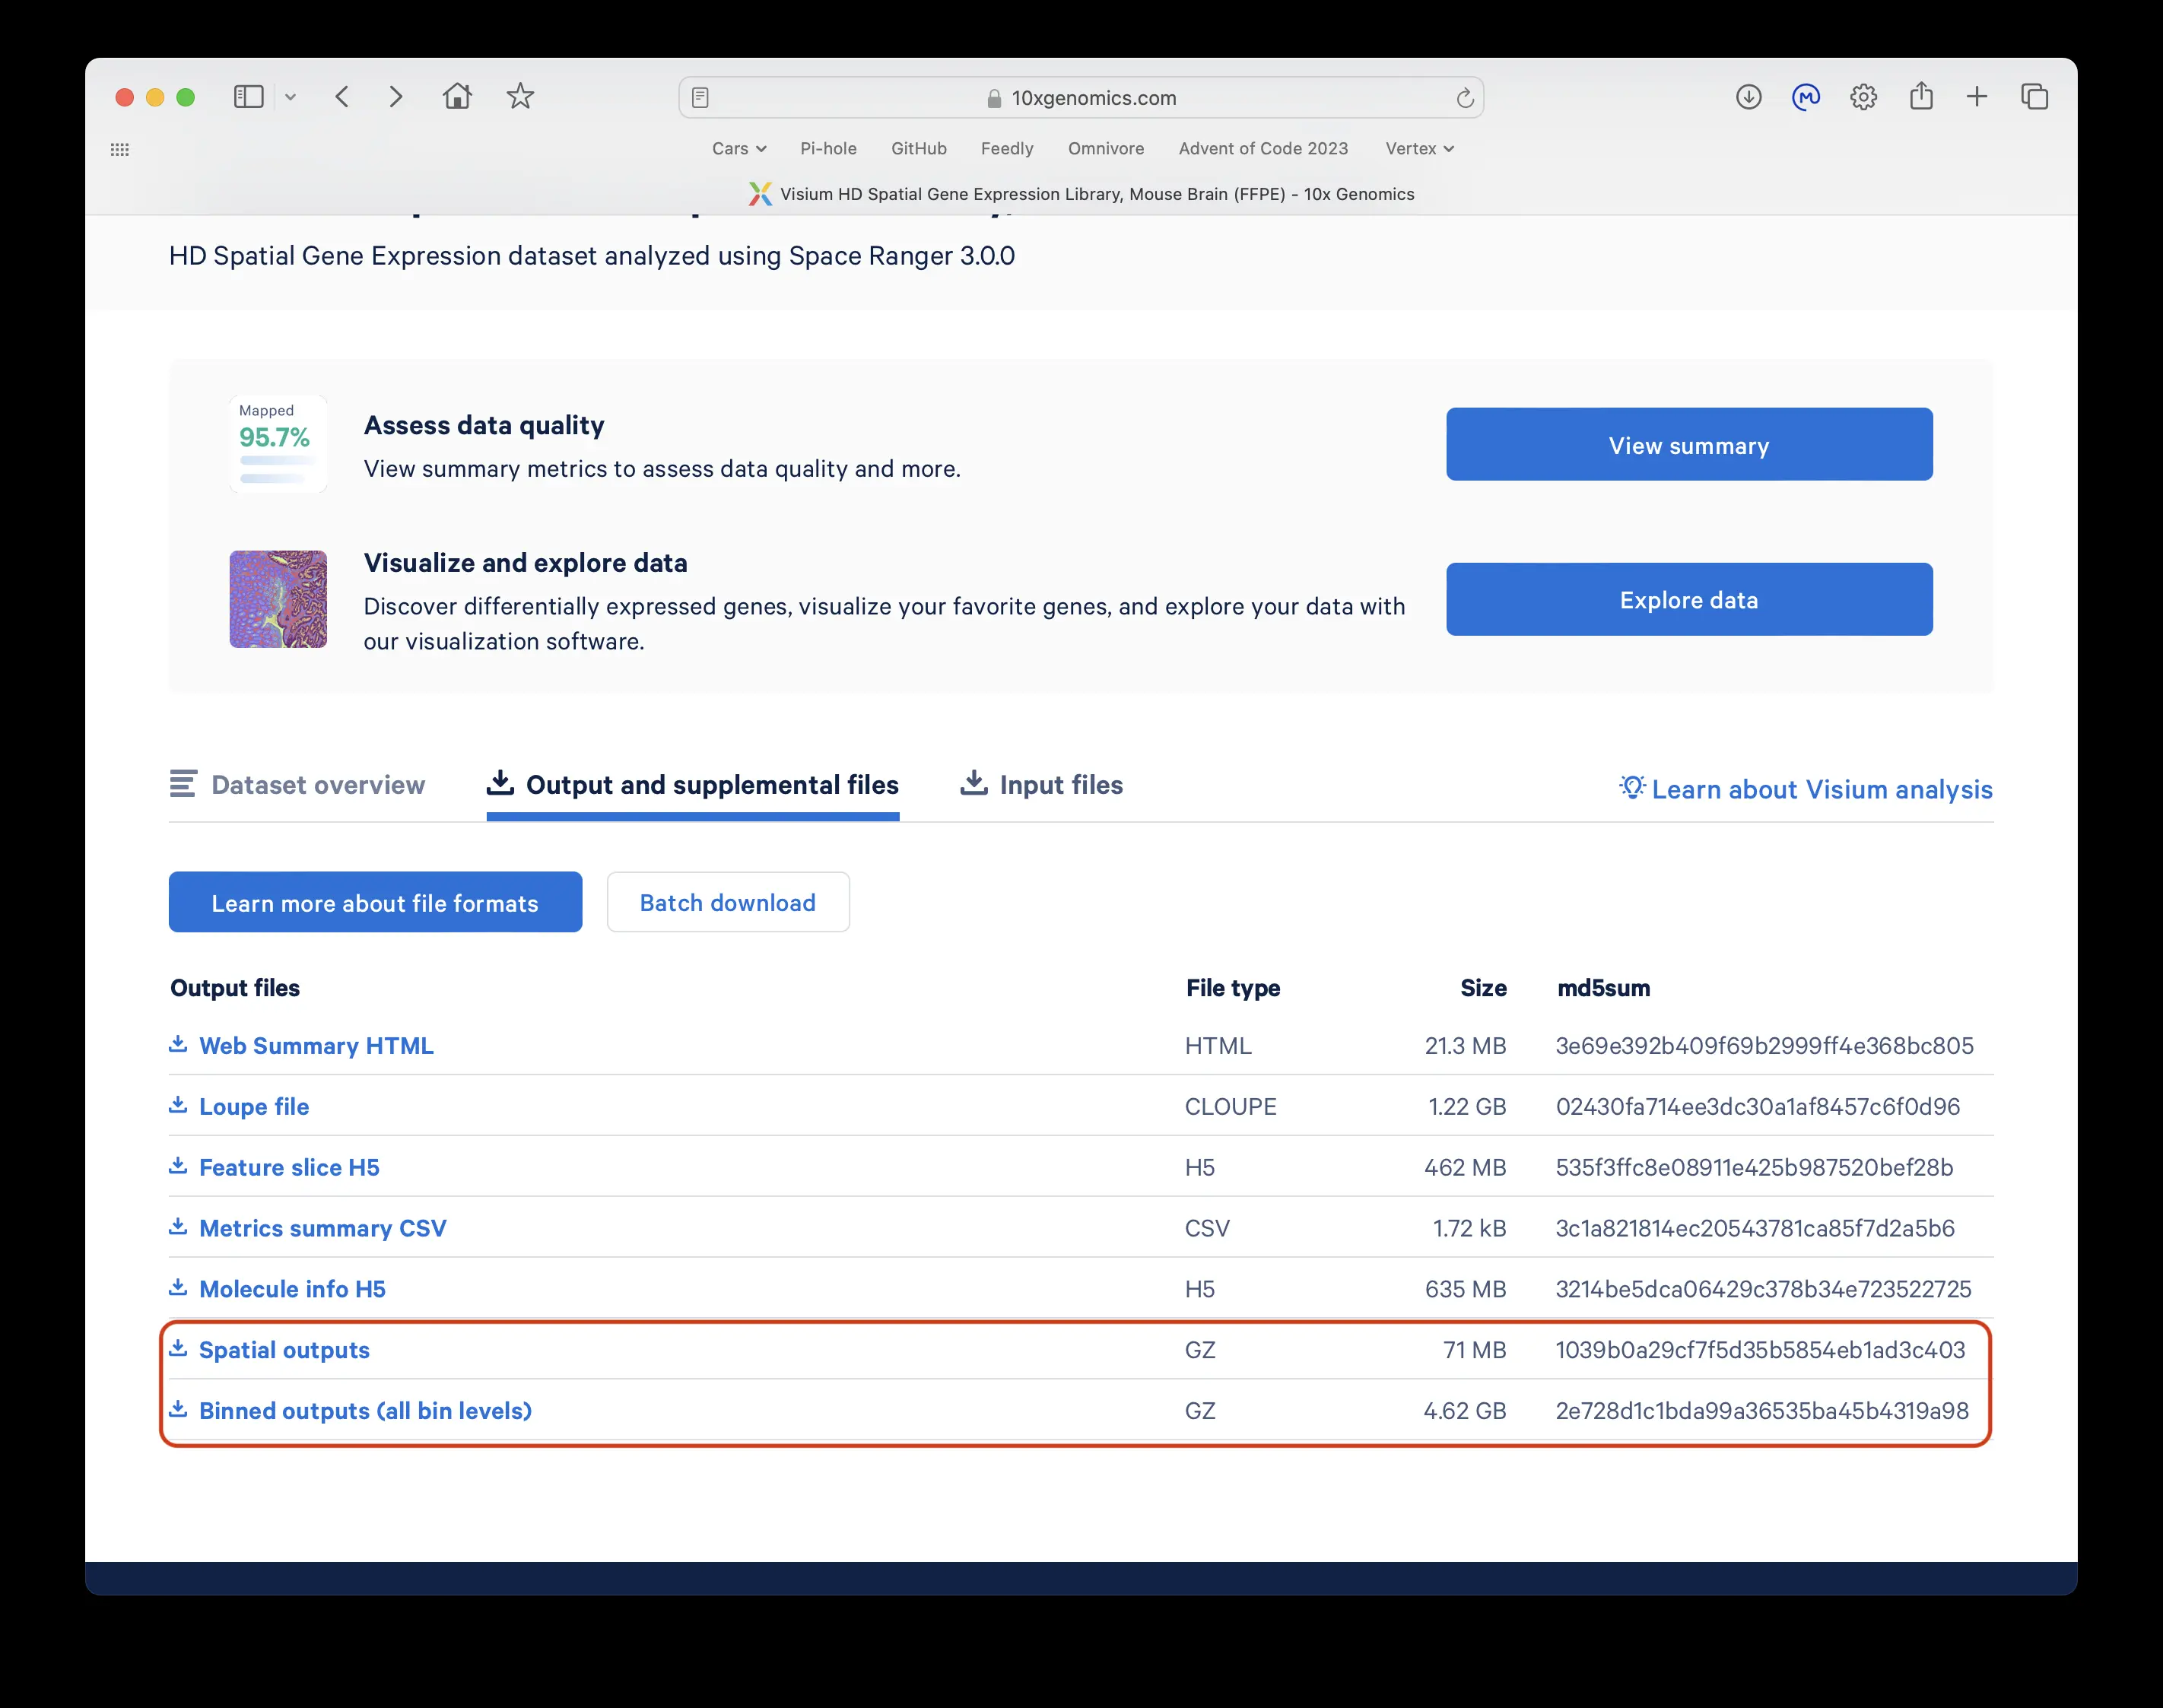 10xgenomics.com
Cars Pi-hole GitHub Feedly Omnivore Advent of Code 2023 Vertex
Visium HD Spatial Gene Expression Library, Mouse Brain (FFPE) - 10x Genomics
HD Spatial Gene Expression dataset analyzed using Space Ranger 3.0.0
Mapped
95.7%
Assess data quality
View summary metrics to assess data quality and more.
View summary
Visualize and explore data
Discover differentially expressed genes, visualize your favorite genes, and explore your data with
our visualization software.
Explore data
Dataset overview Output and supplemental files Input files Learn about Visium analysis
Learn more about file formats Batch download
Output files File type Size md5sum
Web Summary HTML HTML 21.3 MB 3e69e392b409f69b2999ff4e368bc805
Loupe file CLOUPE 1.22 GB 02430fa714ee3dc30a1af8457c6f0d96
Feature slice H5 H5 462 MB 535f3ffc8e08911e425b987520bef28b
Metrics summary CSV CSV 1.72 kB 3c1a821814ec20543781ca85f7d2a5b6
Molecule info H5 H5 635 MB 3214be5dca06429c378b34e723522725
Spatial outputs GZ 71 MB 1039b0a29cf7f5d35b5854eb1ad3c403
Binned outputs (all bin levels) GZ 4.62 GB 2e728d1c1bda99a36535ba45b4319a98